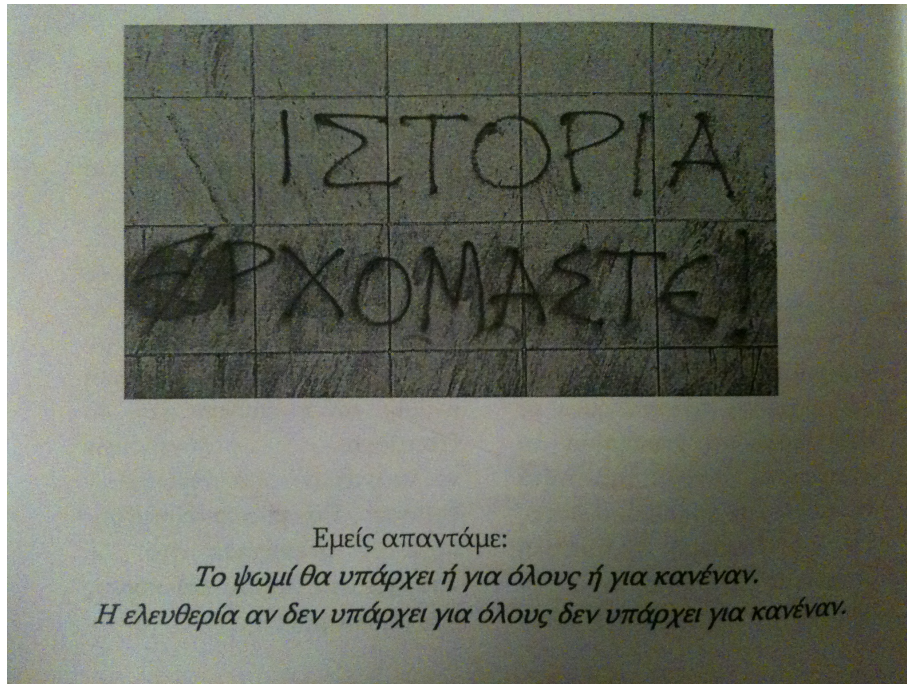 ΙΣΤΟΡΙΑ
ΕΡΧΟΜΑΣΤΕ!
Εμείς απαντάμε:
Το ψωμί θα υπάρχει ή για όλους ή για κανέναν.
Η ελευθερία αν δεν υπάρχει για όλους δεν υπάρχει για κανέναν.